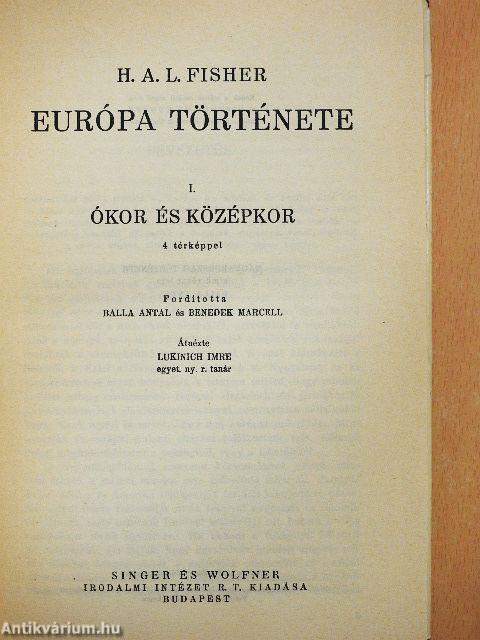 H. A. L. FISHER
EURÓPA TÖRTÉNETE
I.
ÓKOR ÉS KÖZÉPKOR
4 térképpel
Fordította
BALLA ANTAL és BENEDEK MARCELL
Átnézte
LUKINICH IMRE
egyet. ny. r. tanár
SINGER ÉS WOLFNER
IRODALMI INTÉZET R. T. KIADÁSA
BUDAPEST
Antikvárium.hu